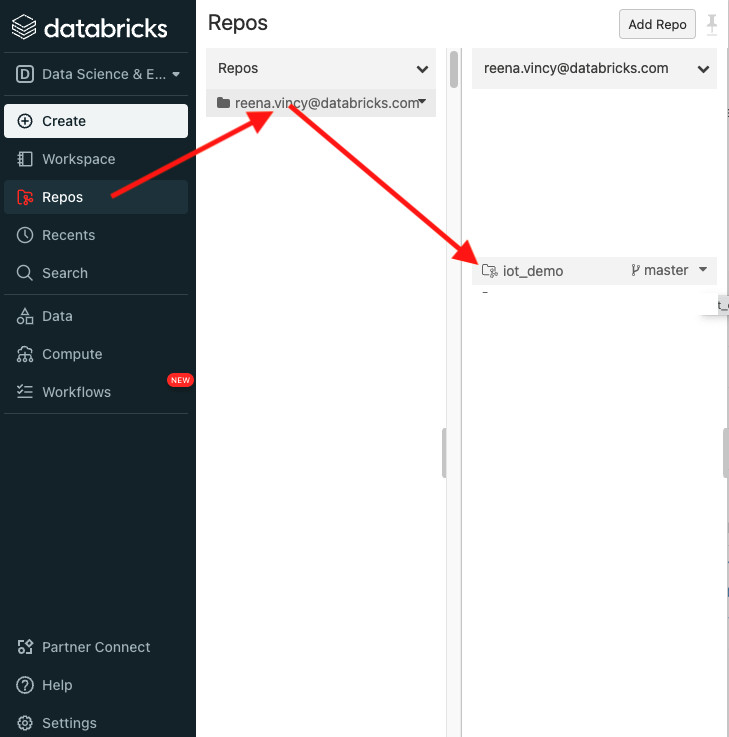 databricks
D Data Science & E...
Create
Workspace
Repos
Recents
Search
Data
Compute
NEW
Workflows
Partner Connect
Help
Settings
Repos
Add Repo
Repos
reena.vincy@databricks.com
reena.vincy@databricks.com
iot_demo
master